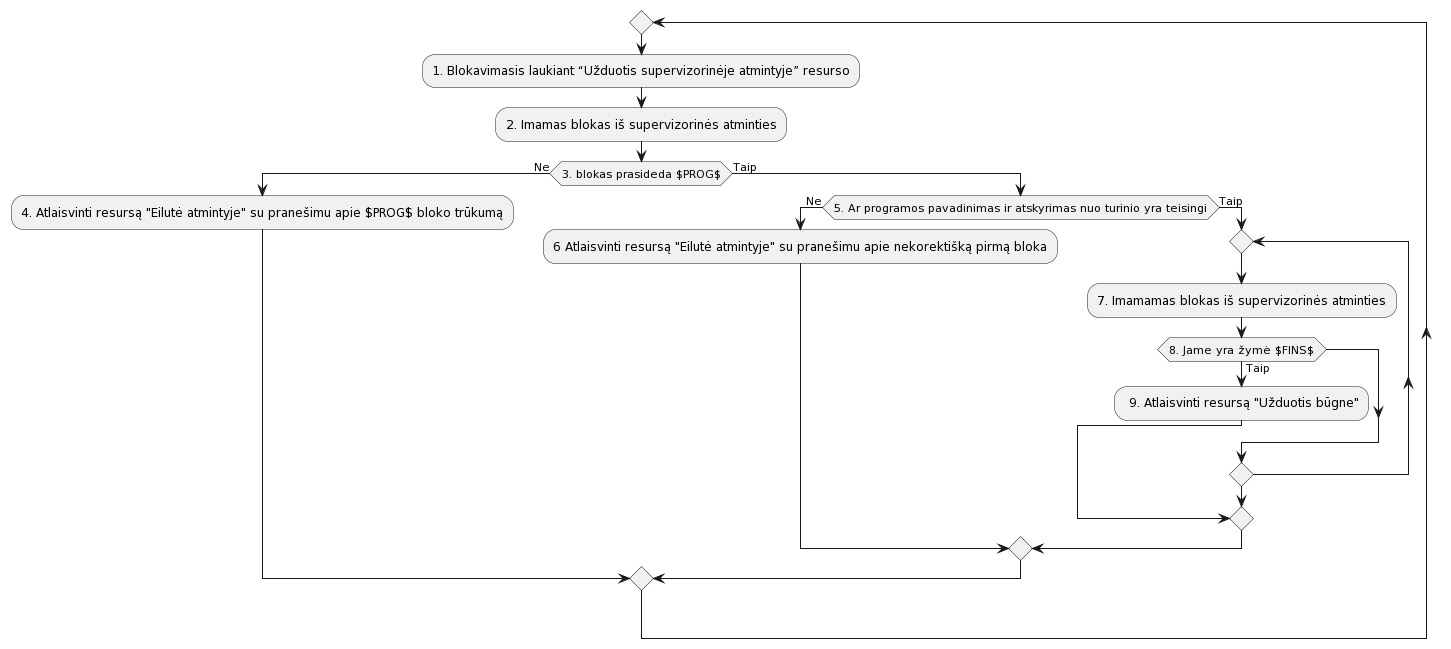 1. Blokavimasis laukiant “Užduotis supervizorinėje atmintyje” resurso
2. Imamas blokas iš supervizorinės atminties
Ne
3. blokas prasideda $PROG$
Taip
4. Atlaisvinti resursą "Eilutė atmintyje" su pranešimu apie $PROG$ bloko trūkumą
Ne
5. Ar programos pavadinimas ir atskyrimas nuo turinio yra teisingi
Taip
6 Atlaisvinti resursą "Eilutė atmintyje" su pranešimu apie nekorektišką pirmą bloka
7. Imamamas blokas iš supervizorinės atminties
8. Jame yra žymė $FINS$
Taip
9. Atlaisvinti resursą "Užduotis būgne"